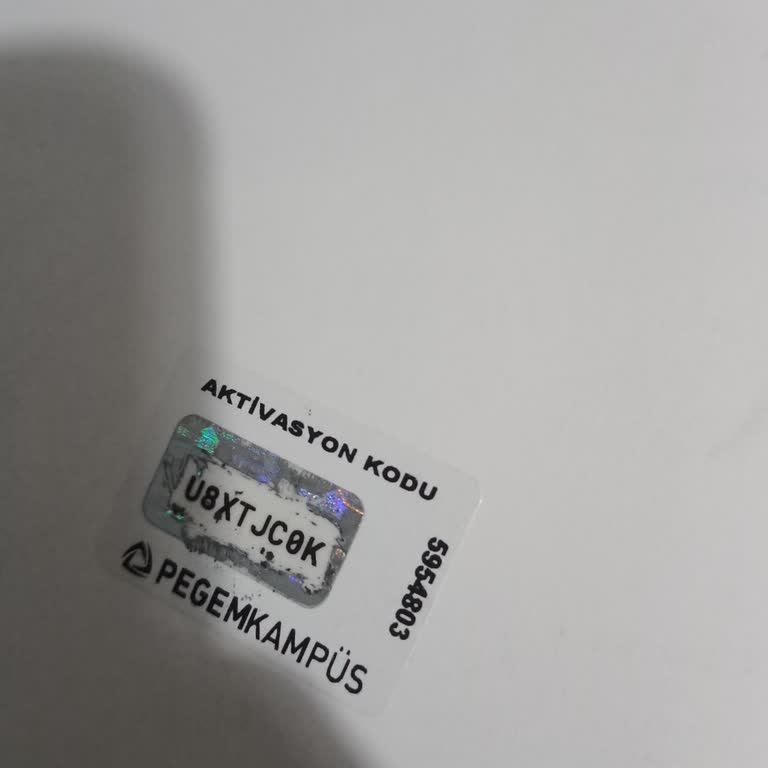 AKTİVASYON KODU
U8XTJC0K
PEGEMKAMPÜS
5954803